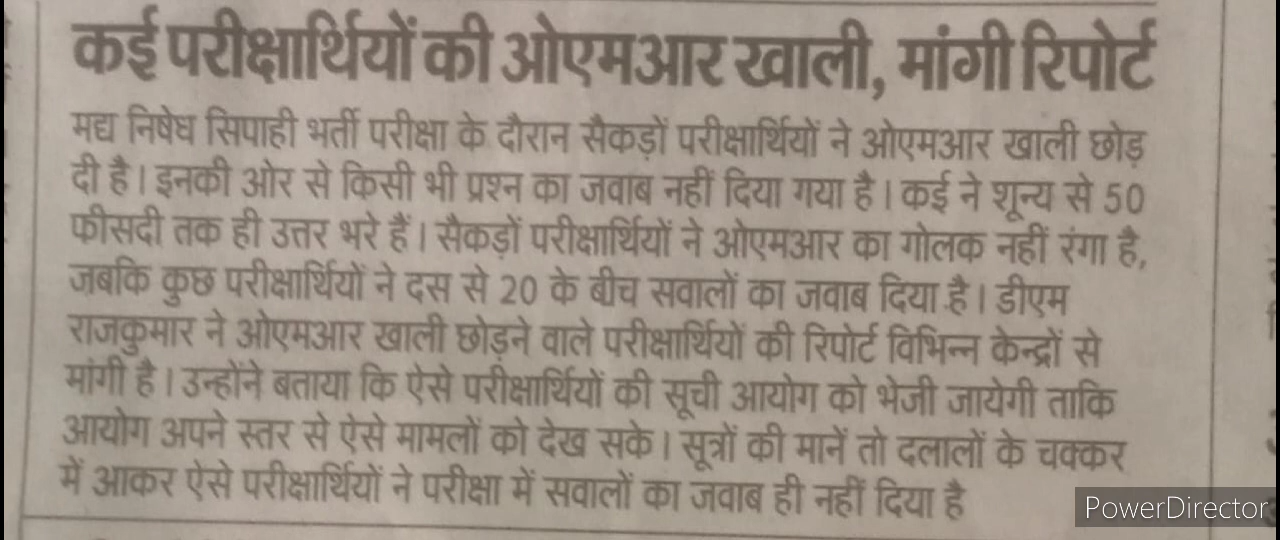 कई परीक्षार्थियों की ओएमआर खाली, मांगी रिपोर्ट
मद्य निषेध सिपाही भर्ती परीक्षा के दौरान सैकड़ों परीक्षार्थियों ने ओएमआर खाली छोड़
दी है। इनकी ओर से किसी भी प्रश्न का जवाब नहीं दिया गया है। कई ने शून्य से 50
फीसदी तक ही उत्तर भरे हैं। सैकड़ों परीक्षार्थियों ने ओएमआर का गोलक नहीं रंगा है,
जबकि कुछ परीक्षार्थियों ने दस से 20 के बीच सवालों का जवाब दिया है। डीएम
राजकुमार ने ओएमआर खाली छोड़ने वाले परीक्षार्थियों की रिपोर्ट विभिन्न केन्द्रों से
मांगी है। उन्होंने बताया कि ऐसे परीक्षार्थियों की सूची आयोग को भेजी जायेगी ताकि
आयोग अपने स्तर से ऐसे मामलों को देख सके। सूत्रों की मानें तो दलालों के चक्कर
में आकर ऐसे परीक्षार्थियों ने परीक्षा में सवालों का जवाब ही नहीं दिया है
PowerDirector